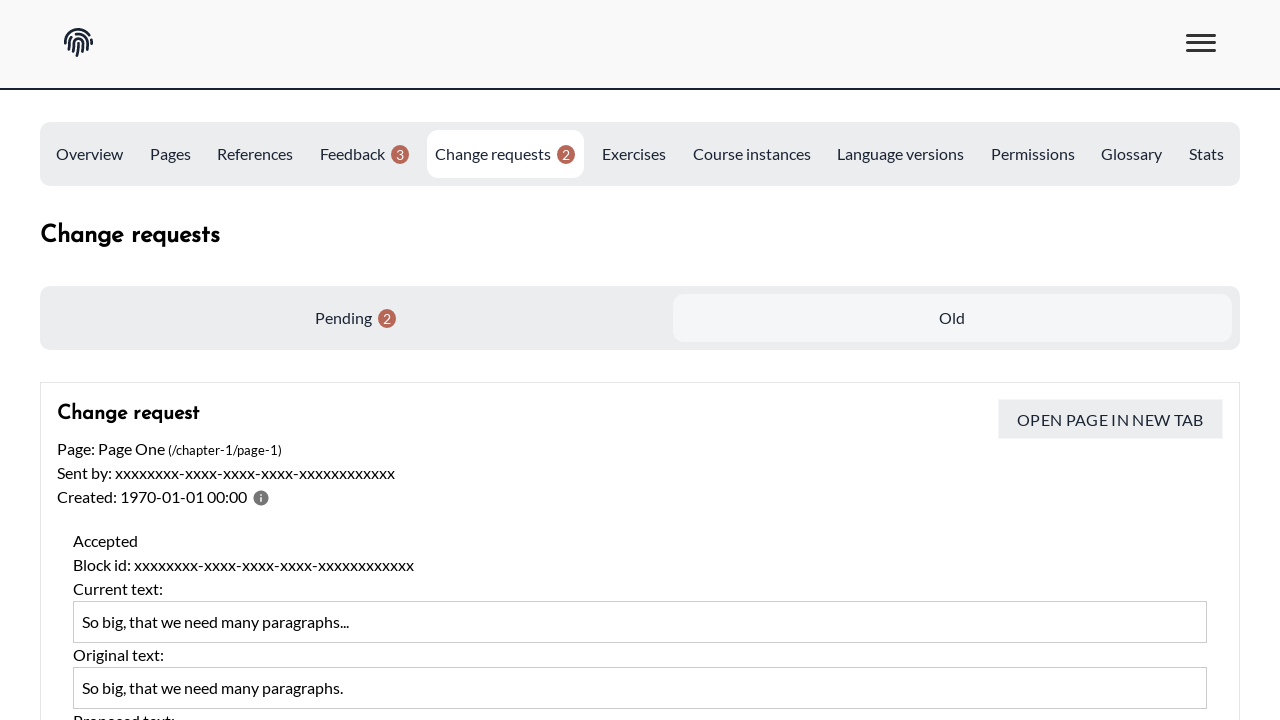 Overview Pages References Feedback 3 Change requests 2 Exercises Course instances Language versions Permissions Glossary Stats
Change requests
Pending 2 Old
Change request
OPEN PAGE IN NEW TAB
Page: Page One (/chapter-1/page-1)
Sent by: xxxxxxxx-xxxx-xxxx-xxxx-xxxxxxxxxxxx
Created: 1970-01-01 00:00
Accepted
Block id: xxxxxxxx-xxxx-xxxx-xxxx-xxxxxxxxxxxx
Current text:
So big, that we need many paragraphs...
Original text:
So big, that we need many paragraphs.
Proposed text: